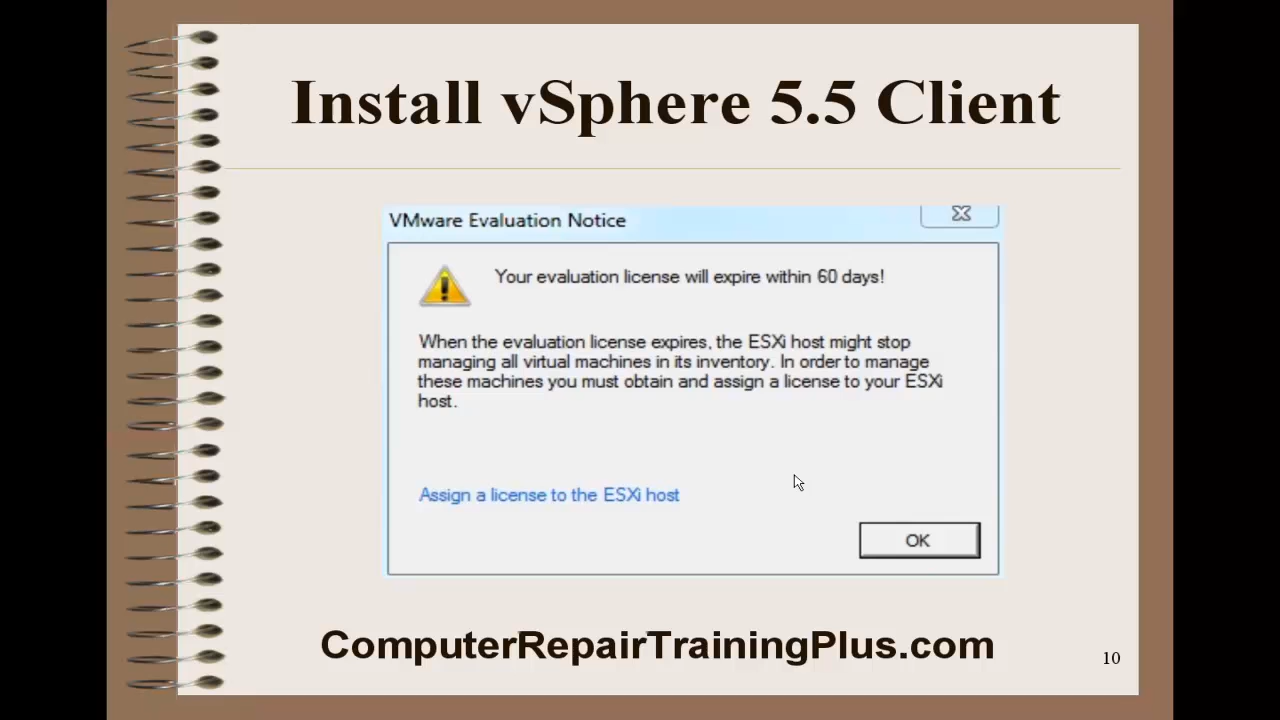 Install vSphere 5.5 Client
VMware Evaluation Notice
Your evaluation license will expire within 60 days!
When the evaluation license expires, the ESXi host might stop
managing all virtual machines in its inventory. In order to manage
these machines you must obtain and assign a license to your ESXi
host.
Assign a license to the ESXi host
OK
ComputerRepairTrainingPlus.com
10